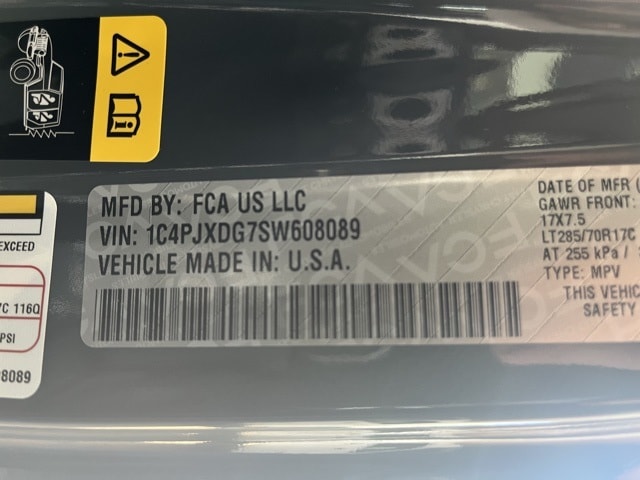 MFD BY: FCA US LLC
VIN: 1C4PJXDG7SW608089
VEHICLE MADE IN: U.S.A.
DATE OF MFR
GAWR FRONT:
17X7.5
LT285/70R17C
AT 255 kPa /
TYPE: MPV
THIS VEHIC
SAFETY
EXCEED
7C 116Q
PSI
08089